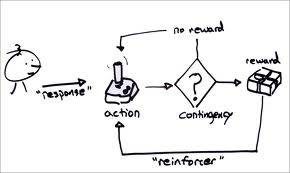 no reward
reward
"response"
action
?
contingency
"reinforcer"